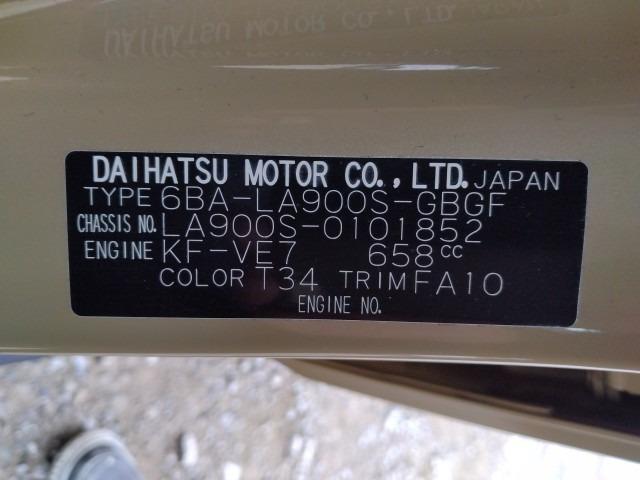 DAIHATSU MOTOR CO., LTD. JAPAN
TYPE 6BA-LA900S-GBGF
CHASSIS NO. LA900S-0101852
ENGINE KF-VE7 658cc
COLOR T34 TRIM FA10
ENGINE NO.